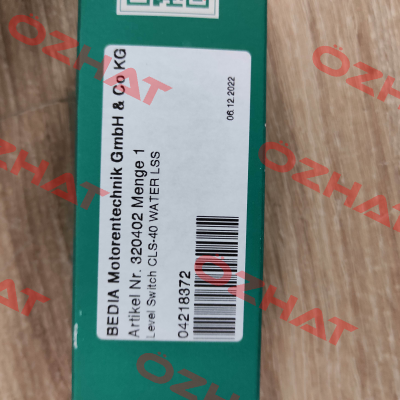 BEDIA Motorentechnik GmbH & Co KG
Artikel Nr. 320402 Menge 1
Level Switch CLS-40 WATER LSS
04218372
06.12.2022
OZHAT
OZHAT
OZHAT
OZHAT
OZHAT